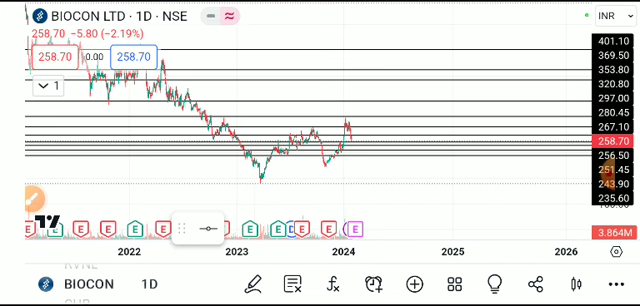 BIOCON LTD · 1D · NSE
INR
258.70 −5.80 (−2.19%)
258.70 0.00 258.70
1
401.10
369.50
353.80
320.80
297.00
280.45
267.10
258.70
256.50
251.45
243.90
235.60
3.864M
E E E E E E E E D E E E
2022 2023 2024 2025 2026
BIOCON 1D